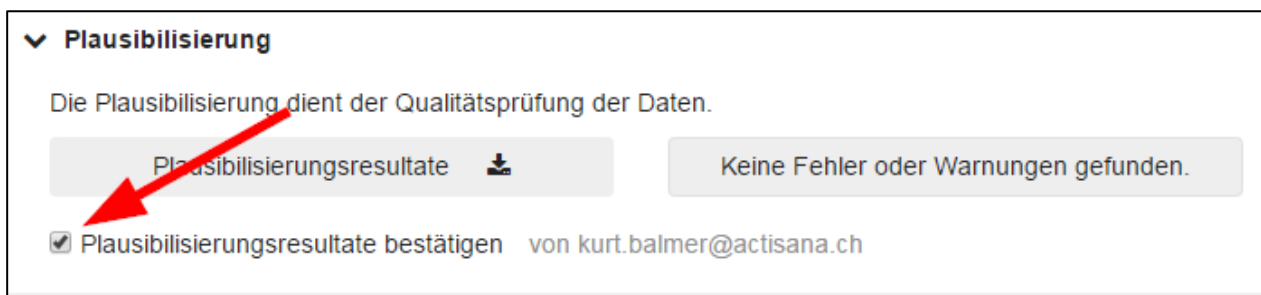 Plausibilisierung
Die Plausibilisierung dient der Qualitätsprüfung der Daten.
Plausibilisierungsresultate
Keine Fehler oder Warnungen gefunden.
Plausibilisierungsresultate bestätigen von kurt.balmer@actisana.ch